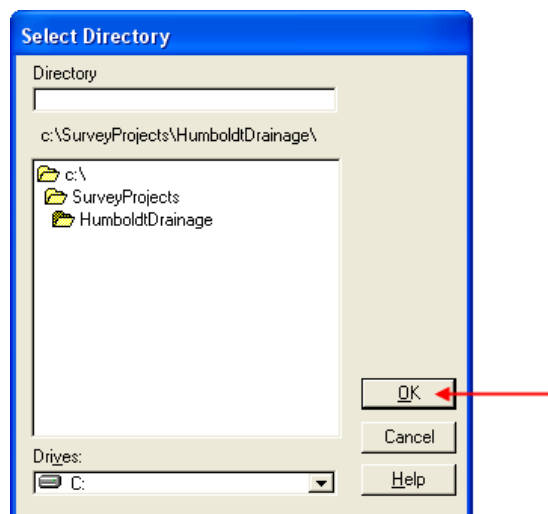 Select Directory
Directory
c:\SurveyProjects\HumboldtDrainage\
c:\
SurveyProjects
HumboldtDrainage
OK
Cancel
Drives:
C:
Help